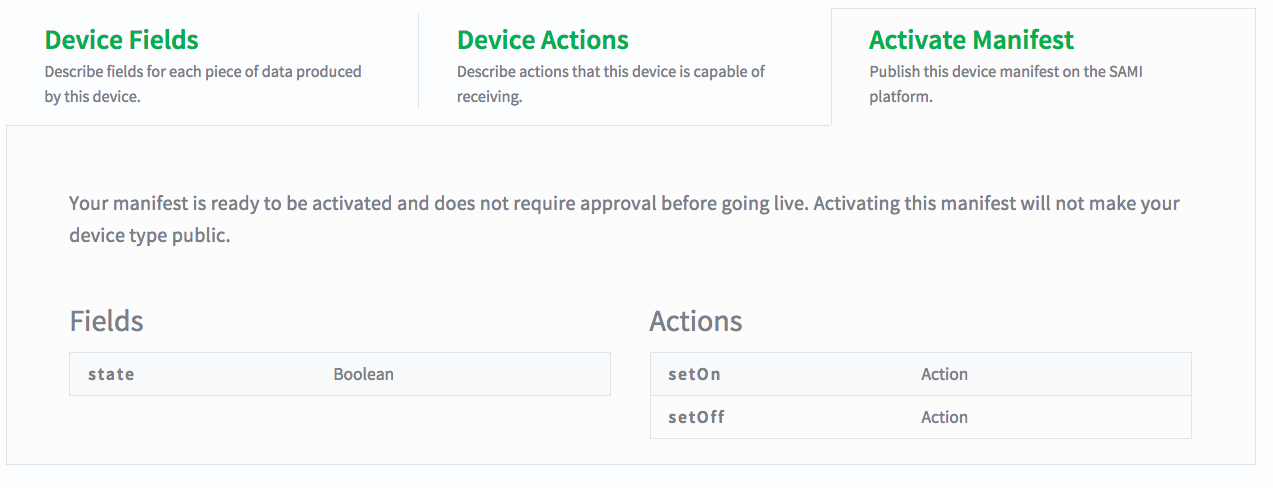 Device Fields
Describe fields for each piece of data produced
by this device.
Device Actions
Describe actions that this device is capable of
receiving.
Activate Manifest
Publish this device manifest on the SAMI
platform.
Your manifest is ready to be activated and does not require approval before going live. Activating this manifest will not make your
device type public.
Fields
state Boolean
Actions
setOn Action
setOff Action